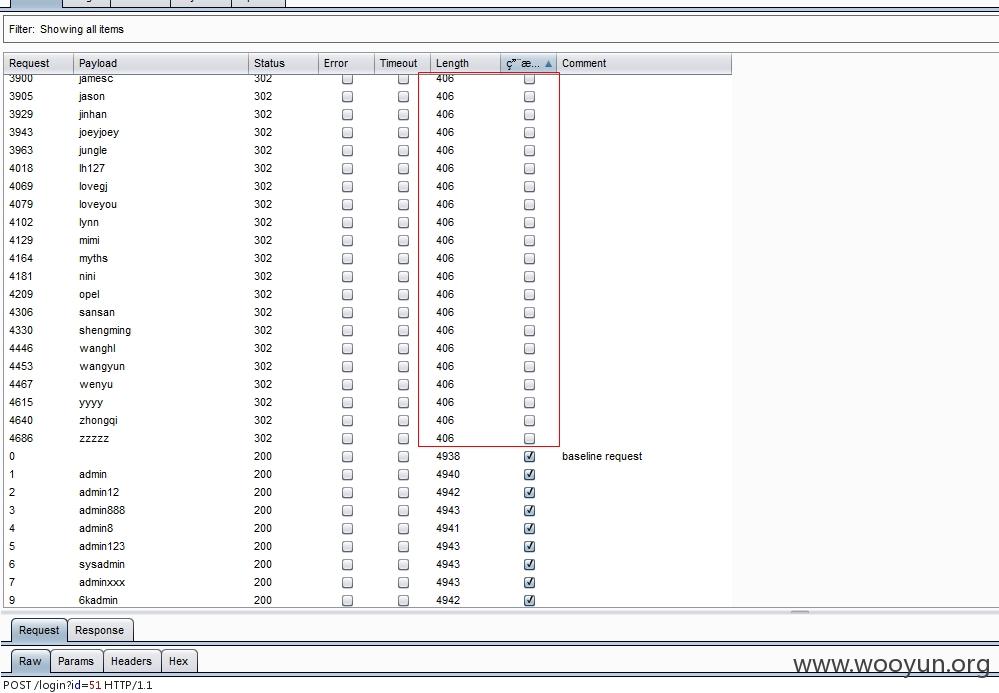 Filter: Showing all items
Request Payload Status Error Timeout Length ç”¨æ... Comment
3900 jamesc 302 406
3905 jason 302 406
3929 jinhan 302 406
3943 joeyjoey 302 406
3963 jungle 302 406
4018 lh127 302 406
4069 lovegj 302 406
4079 loveyou 302 406
4102 lynn 302 406
4129 mimi 302 406
4164 myths 302 406
4181 nini 302 406
4209 opel 302 406
4306 sansan 302 406
4330 shengming 302 406
4446 wanghl 302 406
4453 wangyun 302 406
4467 wenyu 302 406
4615 yyyy 302 406
4640 zhongqi 302 406
4686 zzzzz 302 406
0 200 4938 baseline request
1 admin 200 4940
2 admin12 200 4942
3 admin888 200 4943
4 admin8 200 4941
5 admin123 200 4943
6 sysadmin 200 4943
7 adminxxx 200 4943
9 6kadmin 200 4942
Request Response
Raw Params Headers Hex
www.wooyun.org
POST /login?id=51 HTTP/1.1